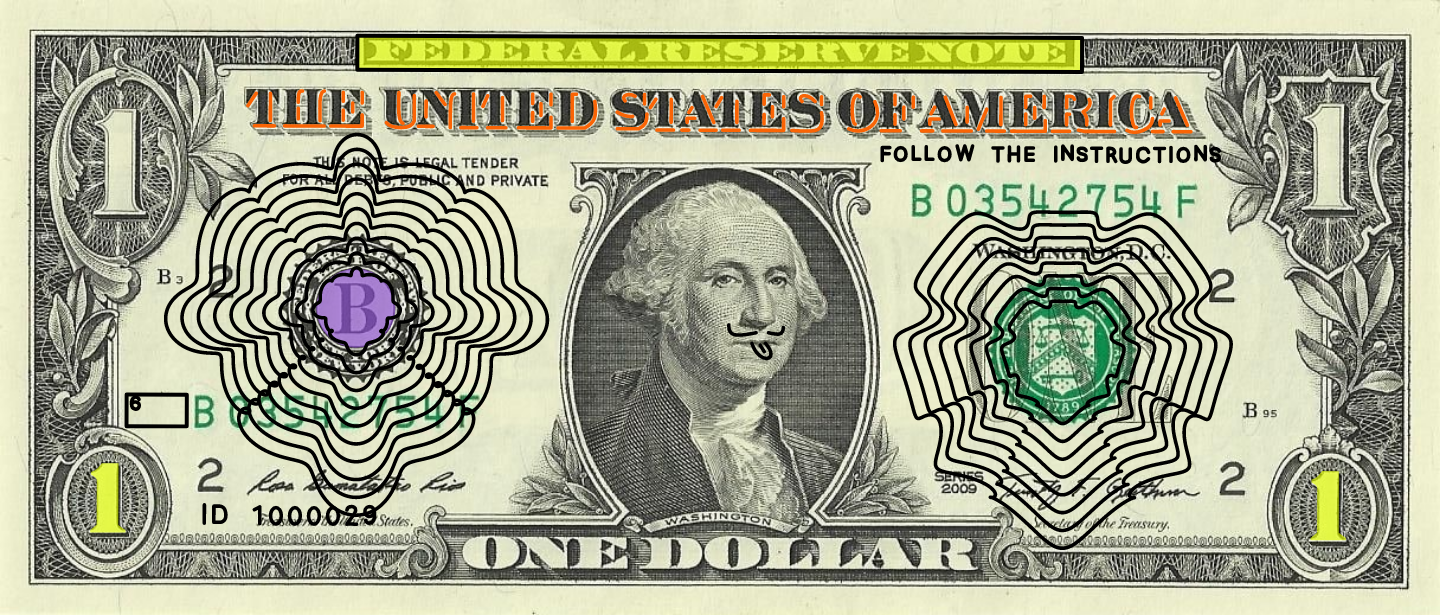 FEDERAL RESERVE NOTE
THE UNITED STATES OF AMERICA
1
1
THIS NOTE IS LEGAL TENDER
FOR ALL DEBTS, PUBLIC AND PRIVATE
FOLLOW THE INSTRUCTIONS
B 03542754 F
WASHINGTON, D.C.
B 3
2
2
B
1789
6
B 03542754 F
B 95
2
SERIES
2009
2
ID 1000029
Treasurer of the United States.
Secretary of the Treasury.
WASHINGTON
1
1
ONE DOLLAR